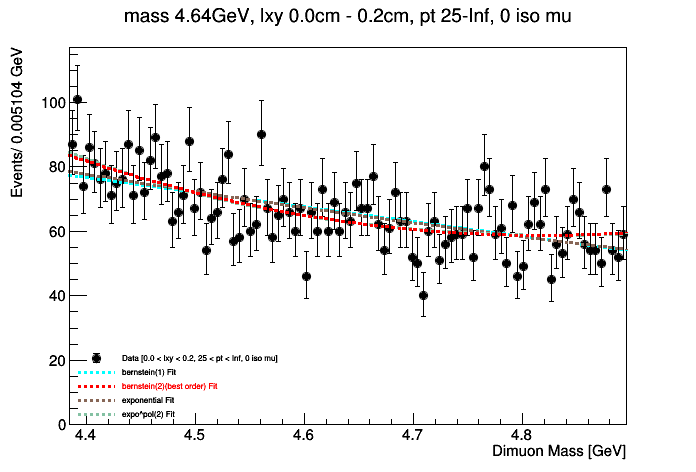 mass 4.64GeV, lxy 0.0cm - 0.2cm, pt 25-Inf, 0 iso mu
Events/ 0.005104 GeV
100
80
60
40
20
0
Data [0.0 < lxy < 0.2, 25 < pt < Inf, 0 iso mu]
bernstein(1) Fit
bernstein(2)(best order) Fit
exponential Fit
expo*pol(2) Fit
4.4 4.5 4.6 4.7 4.8
Dimuon Mass [GeV]